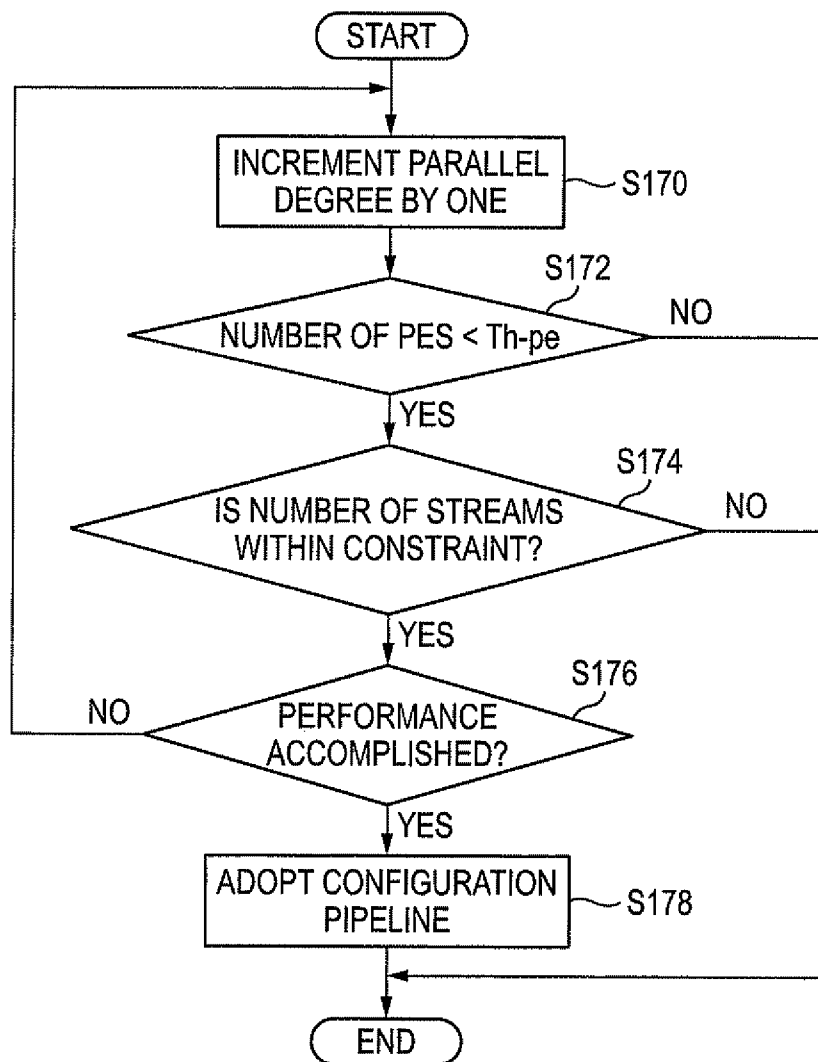 START
INCREMENT PARALLEL
DEGREE BY ONE
S170
S172
NUMBER OF PES < Th-pe
NO
YES
S174
IS NUMBER OF STREAMS
WITHIN CONSTRAINT?
NO
YES
S176
NO
PERFORMANCE
ACCOMPLISHED?
YES
ADOPT CONFIGURATION
PIPELINE
S178
END